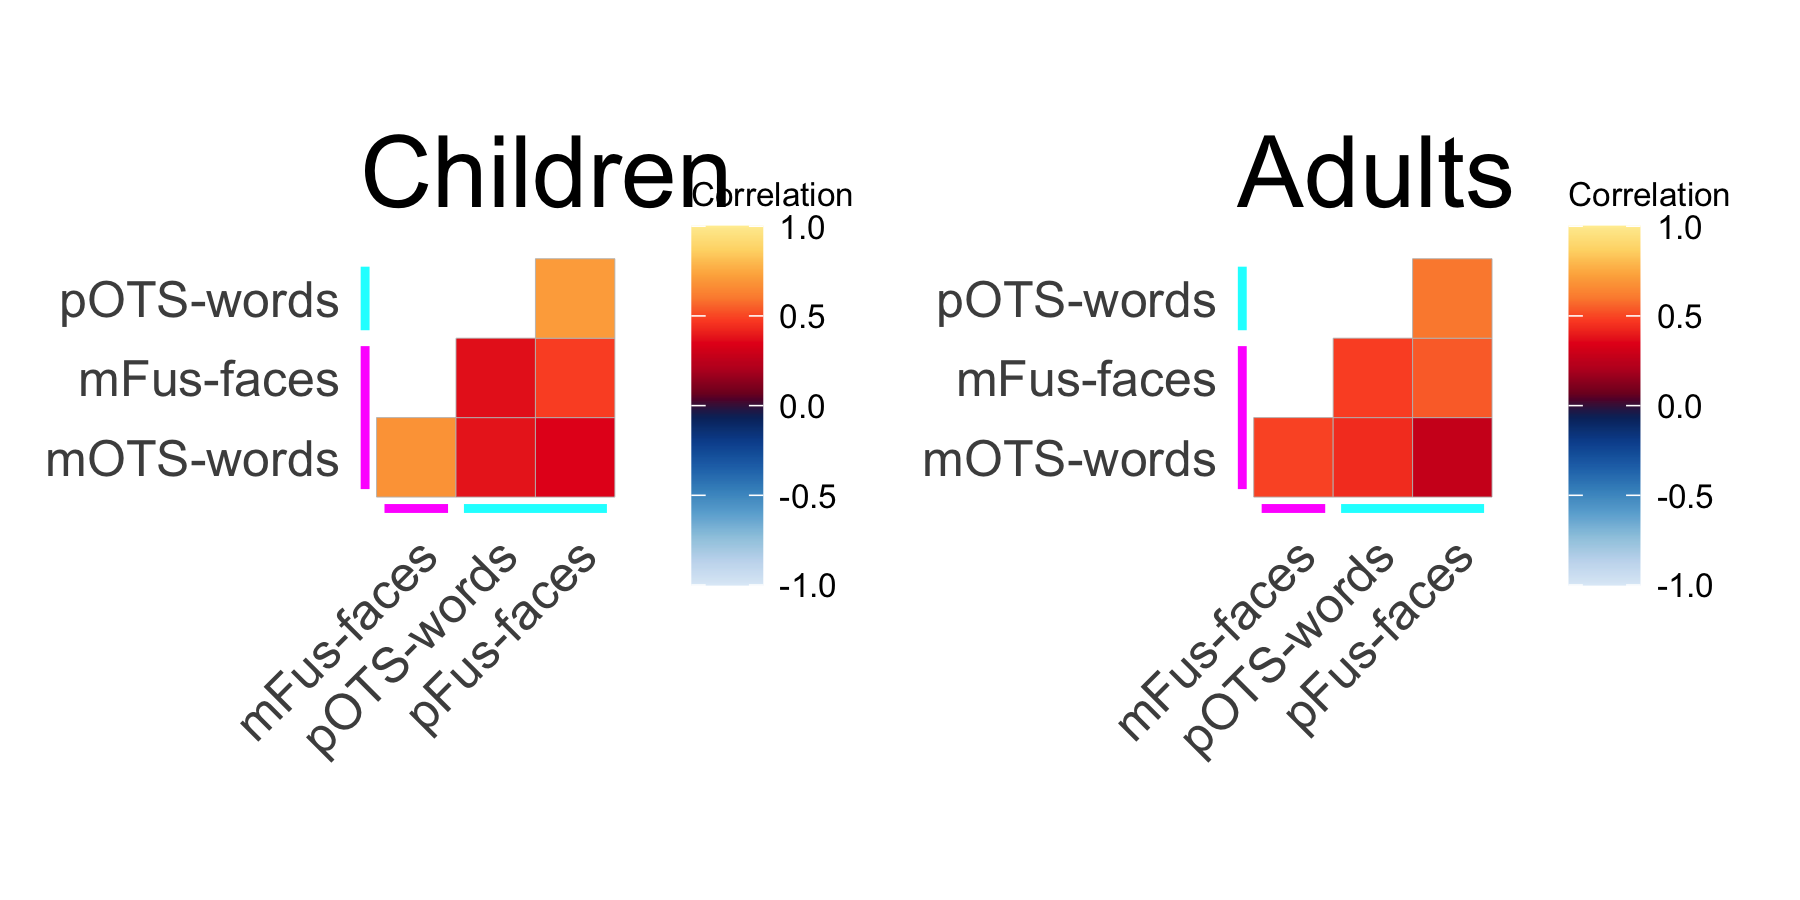 Children
Correlation
1.0
0.5
0.0
-0.5
-1.0
pOTS-words
mFus-faces
mOTS-words
mFus-faces
pOTS-words
pFus-faces
Adults
Correlation
1.0
0.5
0.0
-0.5
-1.0
pOTS-words
mFus-faces
mOTS-words
mFus-faces
pOTS-words
pFus-faces